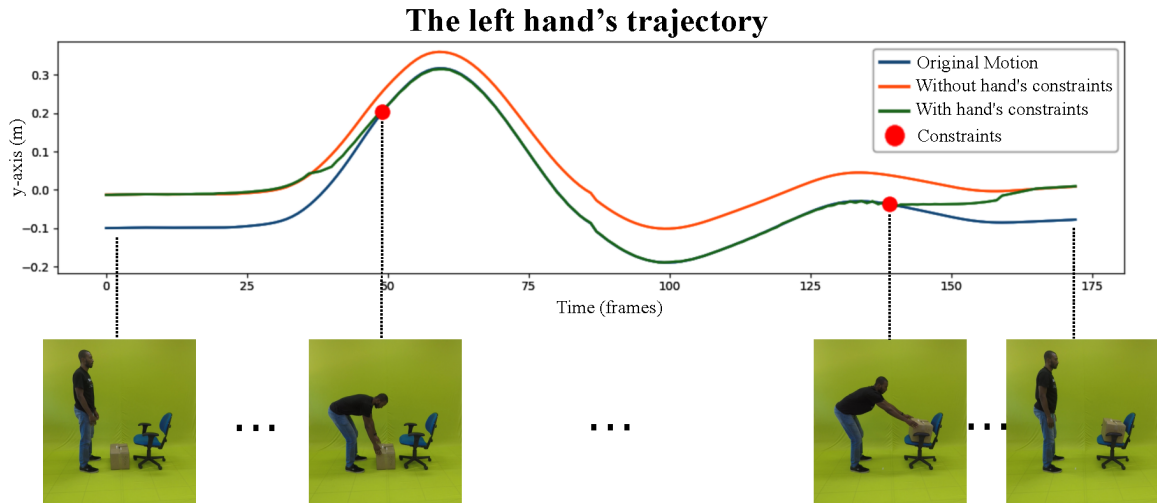 The left hand's trajectory
Original Motion
Without hand's constraints
With hand's constraints
Constraints
y-axis (m)
0.3
0.2
0.1
0.0
−0.1
−0.2
0
25
50
75
100
125
150
175
Time (frames)
...
...
...